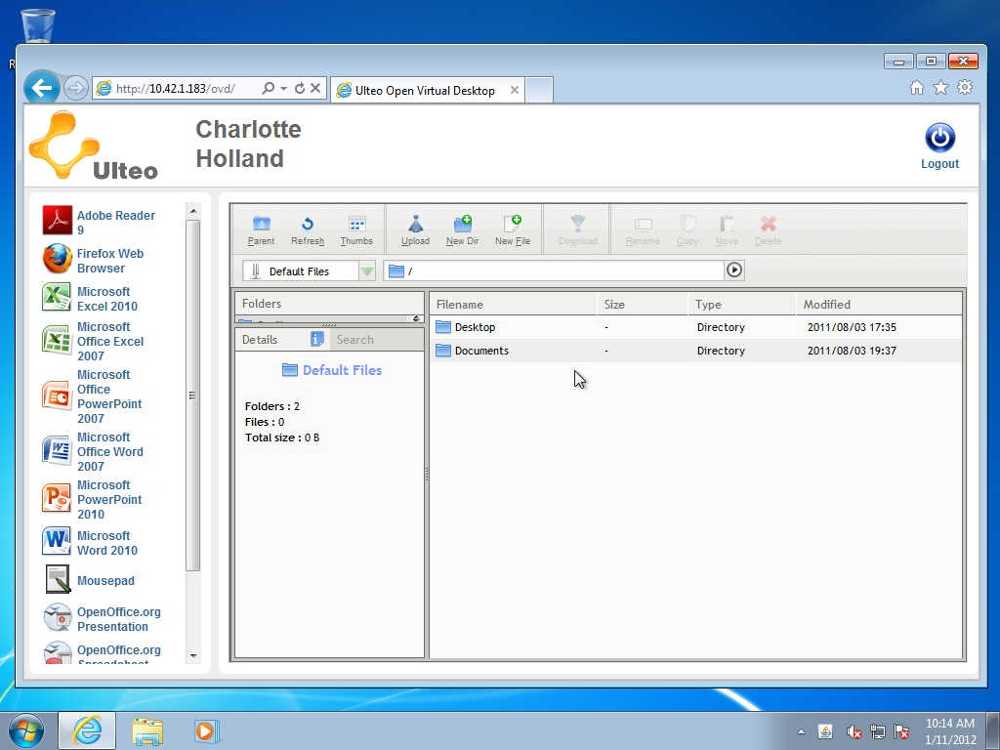 R
http://10.42.1.183/ovd/
Ulteo Open Virtual Desktop
Ulteo
Charlotte
Holland
Logout
Adobe Reader
9
Firefox Web
Browser
Microsoft
Excel 2010
Microsoft
Office Excel
2007
Microsoft
Office
PowerPoint
2007
Microsoft
Office Word
2007
Microsoft
PowerPoint
2010
Microsoft
Word 2010
Mousepad
OpenOffice.org
Presentation
OpenOffice.org
Parent
Refresh
Thumbs
Upload
New Dir
New File
Download
Rename
Copy
Move
Delete
Default Files
/
Folders
Details
Search
Default Files
Folders : 2
Files : 0
Total size : 0 B
Filename Size Type Modified
Desktop - Directory 2011/08/03 17:35
Documents - Directory 2011/08/03 19:37
10:14 AM
1/11/2012